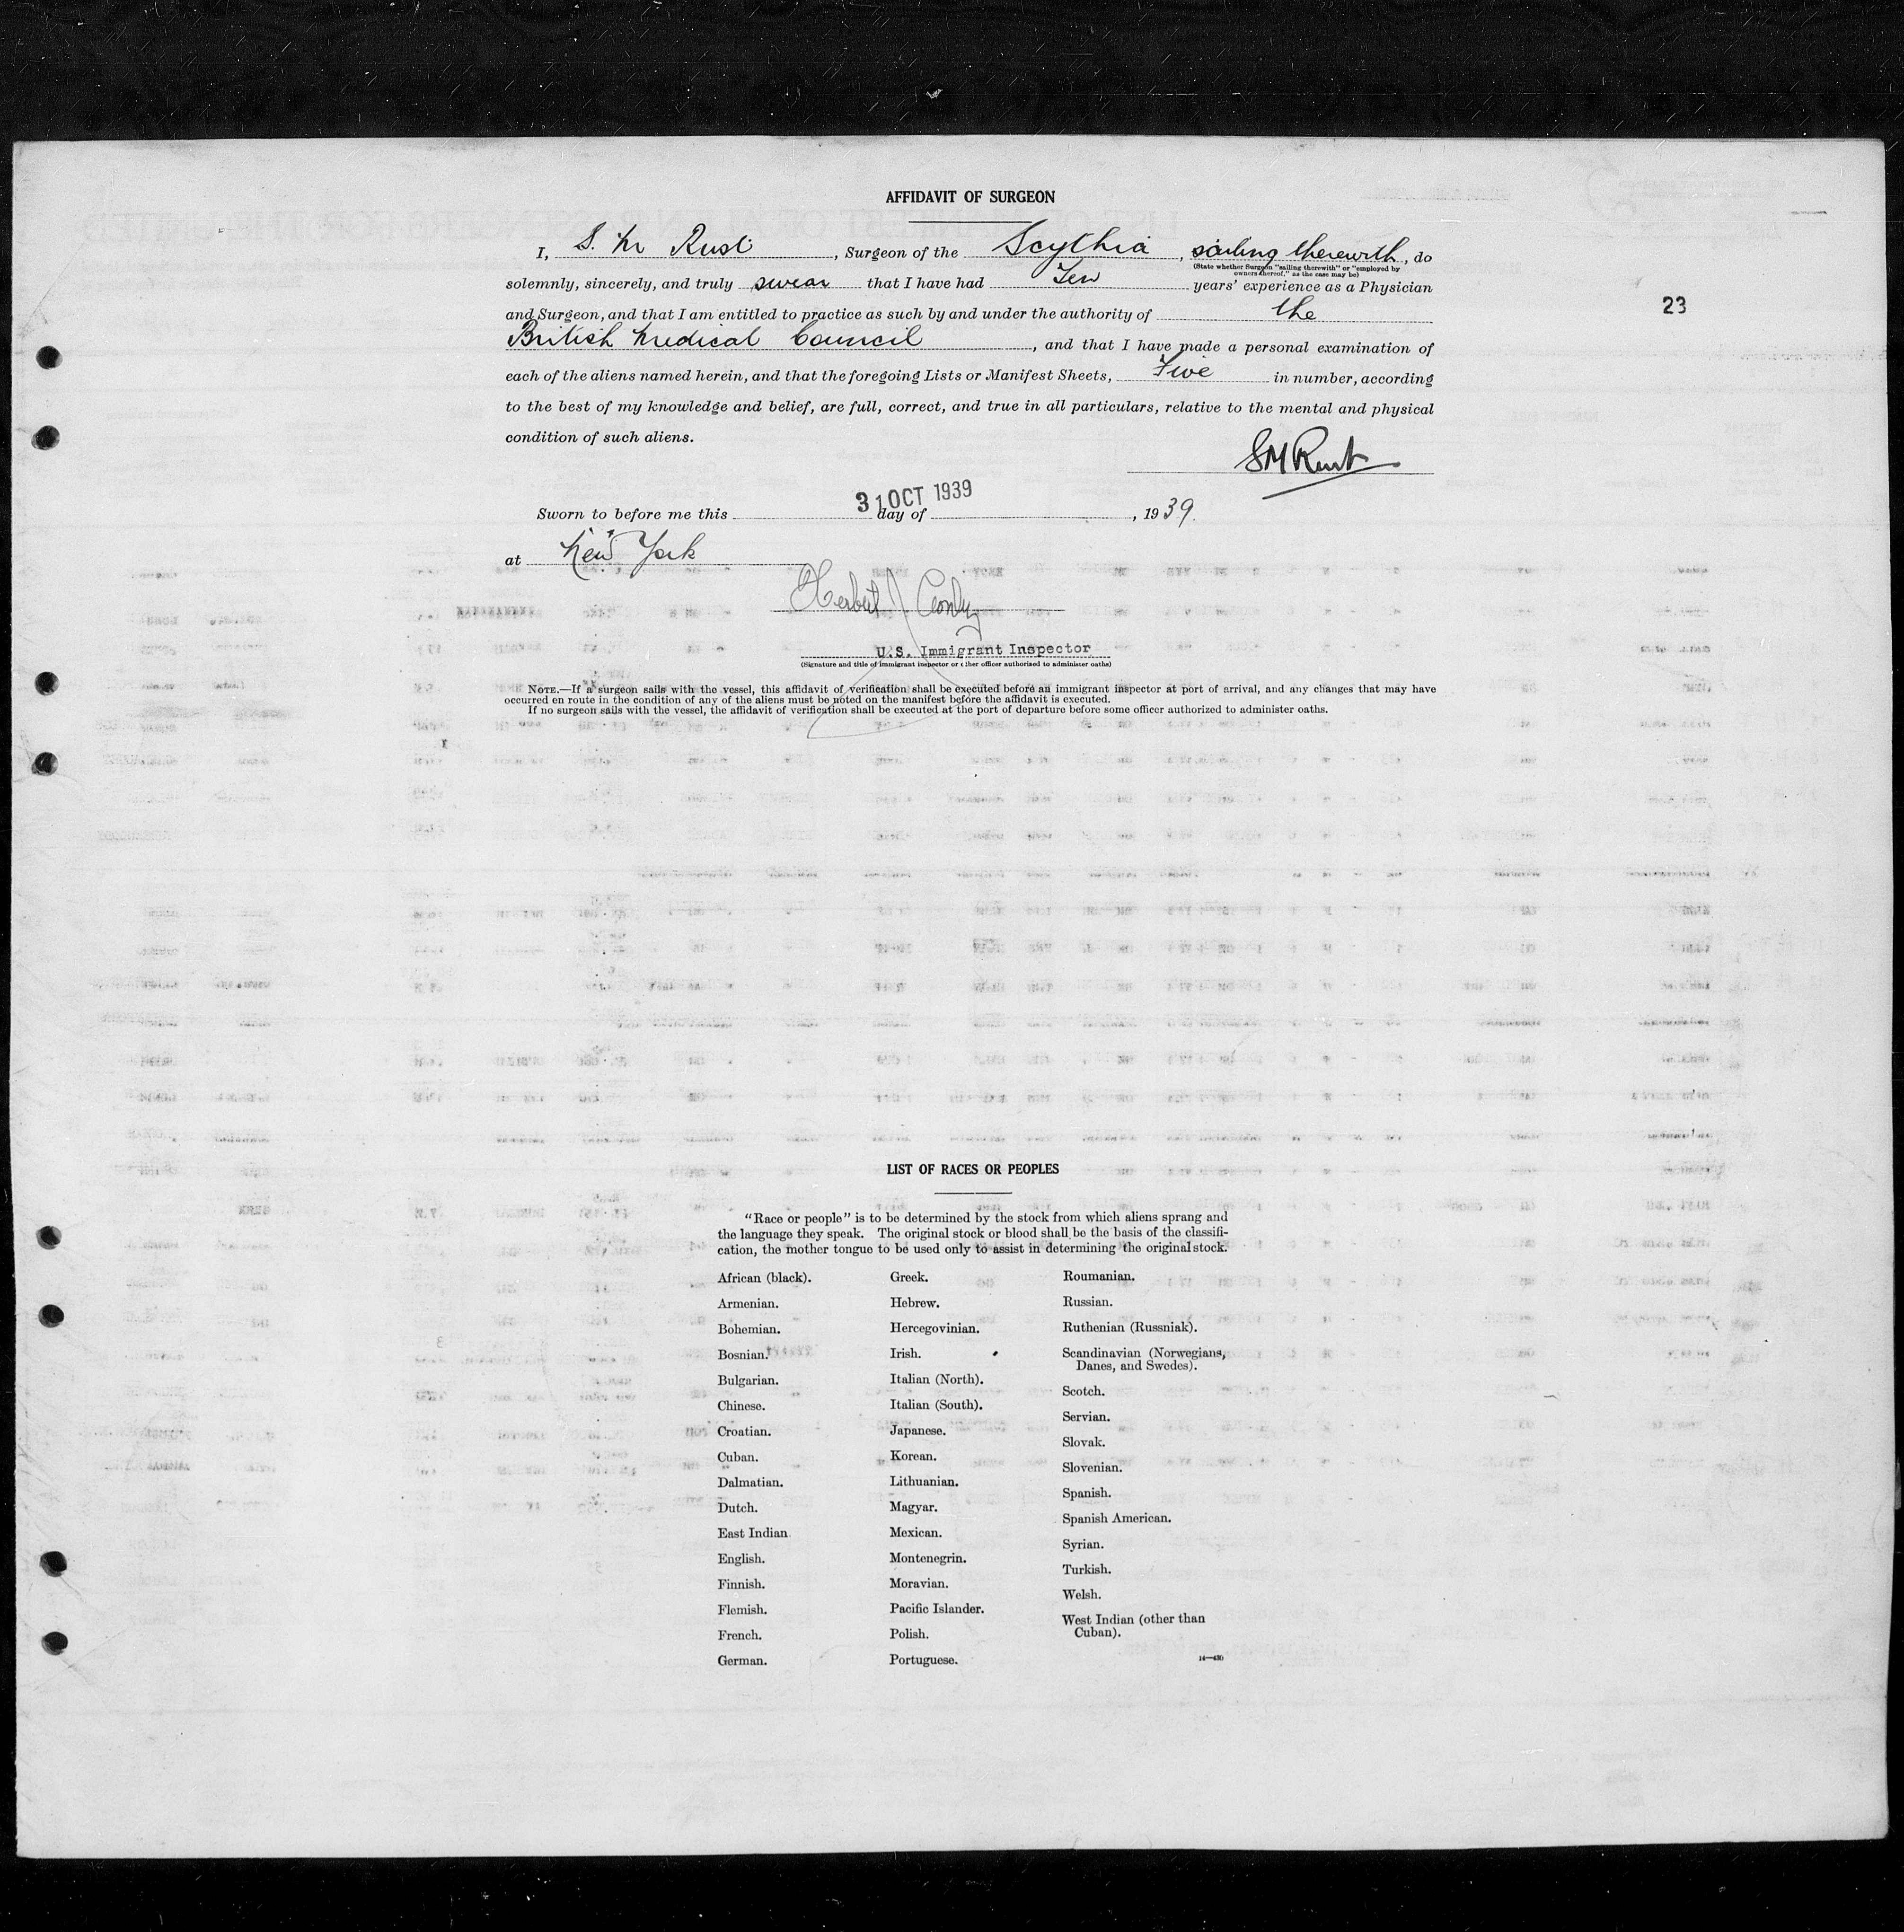 AFFIDAVIT OF SURGEON
I, S. M Rust, Surgeon of the Scythia, sailing therewith, do
(State whether Surgeon "sailing therewith" or "employed by
owners thereof," as the case may be)
solemnly, sincerely, and truly swear that I have had Ten years' experience as a Physician
and Surgeon, and that I am entitled to practice as such by and under the authority of the
23
British Medical Council, and that I have made a personal examination of
each of the aliens named herein, and that the foregoing Lists or Manifest Sheets, Five in number, according
to the best of my knowledge and belief, are full, correct, and true in all particulars, relative to the mental and physical
condition of such aliens.
SM Rust
31 OCT 1939
Sworn to before me this day of , 1939.
at New York
Herbert J Conly
U.S. Immigrant Inspector
(Signature and title of immigrant inspector or other officer authorized to administer oaths)
NOTE.—If a surgeon sails with the vessel, this affidavit of verification shall be executed before an immigrant inspector at port of arrival, and any changes that may have
occurred en route in the condition of any of the aliens must be noted on the manifest before the affidavit is executed.
If no surgeon sails with the vessel, the affidavit of verification shall be executed at the port of departure before some officer authorized to administer oaths.
LIST OF RACES OR PEOPLES
"Race or people" is to be determined by the stock from which aliens sprang and
the language they speak. The original stock or blood shall be the basis of the classifi-
cation, the mother tongue to be used only to assist in determining the original stock.
African (black).
Armenian.
Bohemian.
Bosnian.
Bulgarian.
Chinese.
Croatian.
Cuban.
Dalmatian.
Dutch.
East Indian
English.
Finnish.
Flemish.
French.
German.
Greek.
Hebrew.
Hercegovinian.
Irish.
Italian (North).
Italian (South).
Japanese.
Korean.
Lithuanian.
Magyar.
Mexican.
Montenegrin.
Moravian.
Pacific Islander.
Polish.
Portuguese.
Roumanian.
Russian.
Ruthenian (Russniak).
Scandinavian (Norwegians,
Danes, and Swedes).
Scotch.
Servian.
Slovak.
Slovenian.
Spanish.
Spanish American.
Syrian.
Turkish.
Welsh.
West Indian (other than
Cuban).